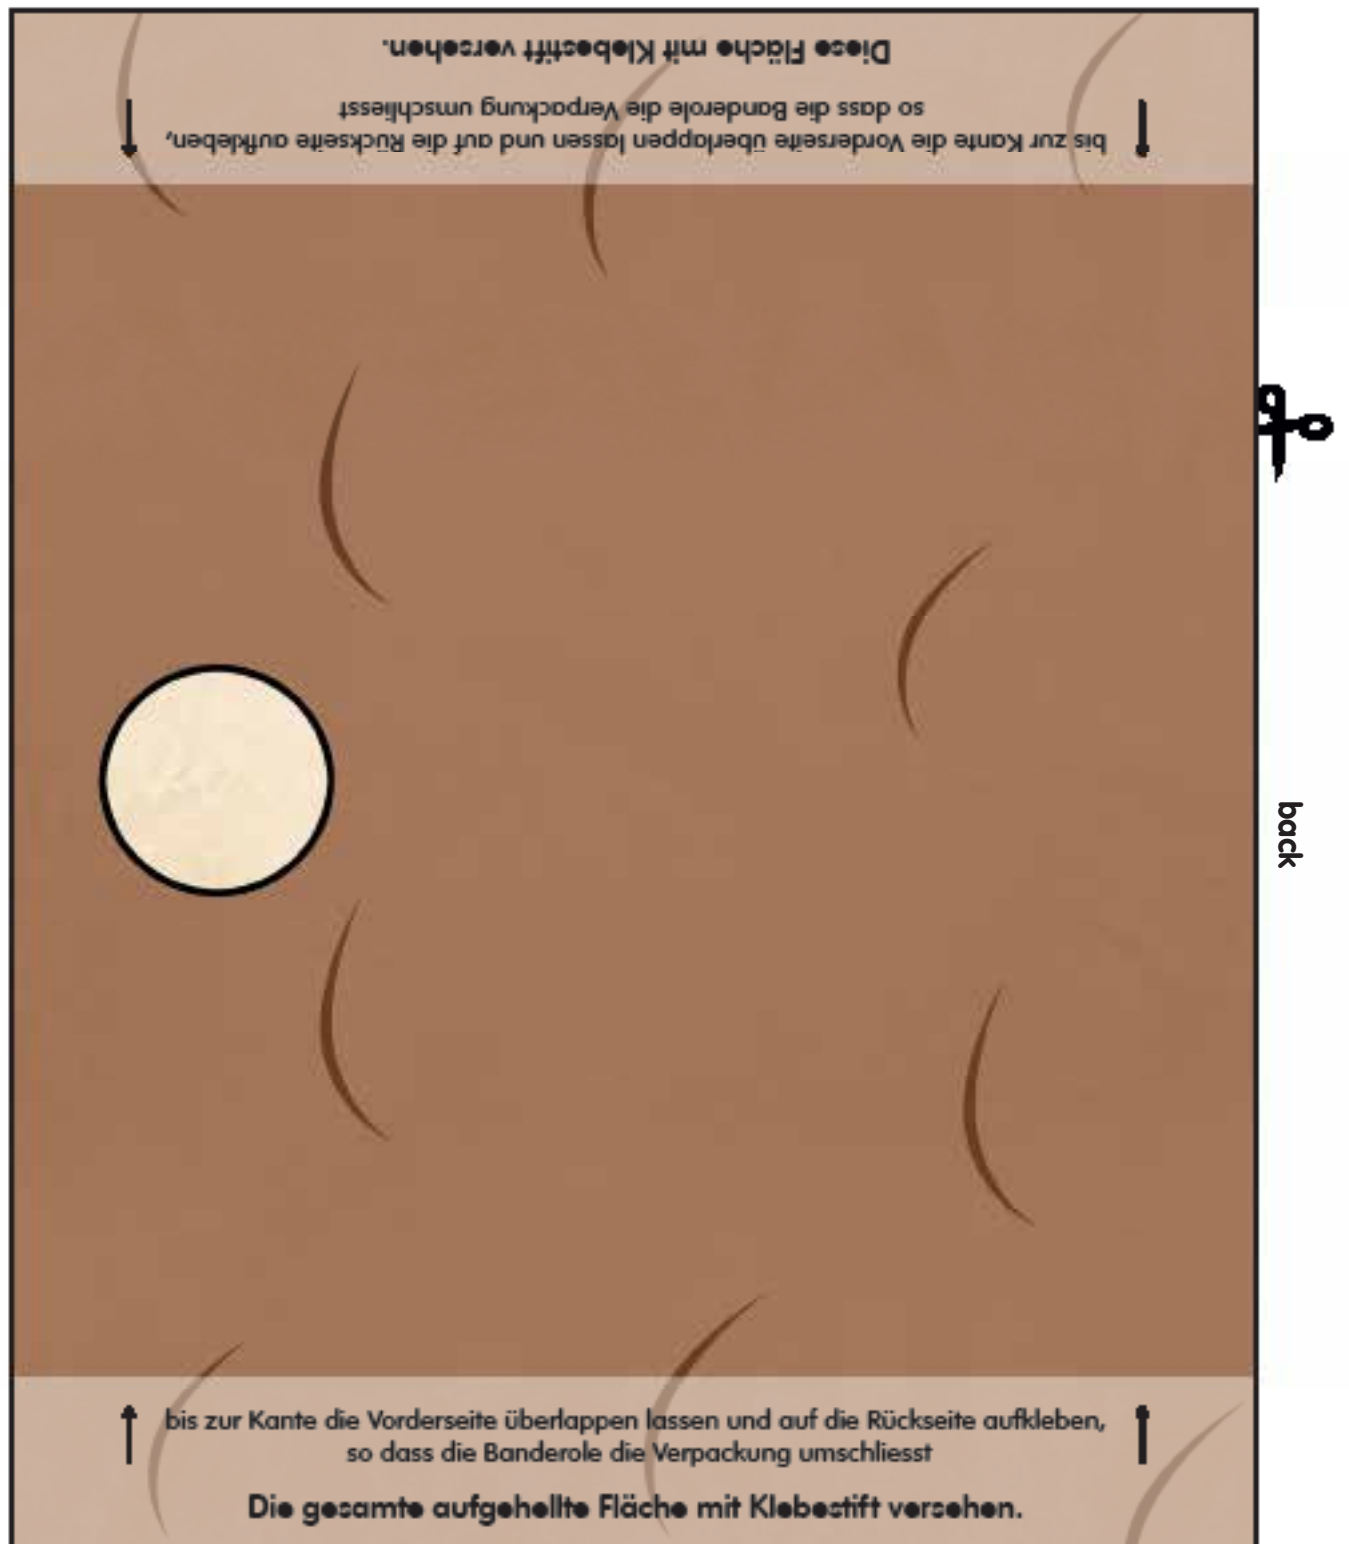 Diese Fläche mit Klebestift versehen.
so dass die Banderole die Verpackung umschliesst
bis zur Kante die Vorderseite überlappen lassen und auf die Rückseite aufkleben,
back
bis zur Kante die Vorderseite überlappen lassen und auf die Rückseite aufkleben,
so dass die Banderole die Verpackung umschliesst
Die gesamte aufgehellte Fläche mit Klebestift versehen.